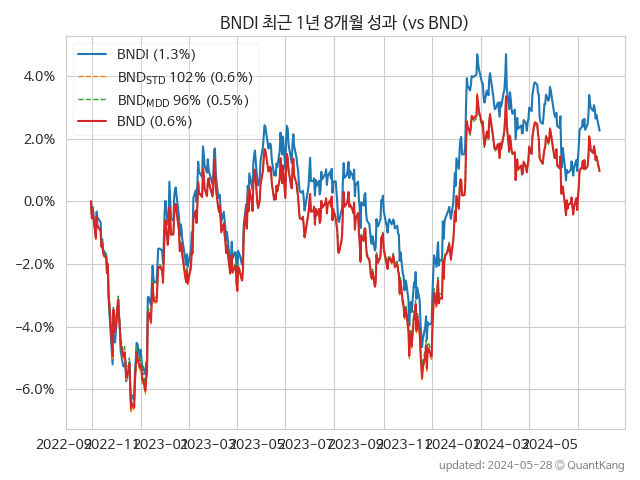 BNDI 최근 1년 8개월 성과 (vs BND)
BNDI (1.3%)
BNDSTD 102% (0.6%)
BNDMDD 96% (0.5%)
BND (0.6%)
4.0%
2.0%
0.0%
−2.0%
−4.0%
−6.0%
2022-09 2022-11 2023-01 2023-03 2023-05 2023-07 2023-09 2023-11 2024-01 2024-03 2024-05
updated: 2024-05-28 © QuantKang